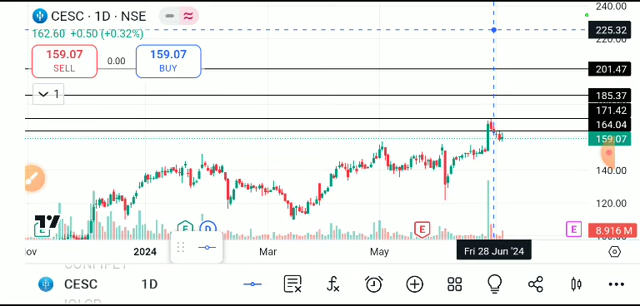 CESC · 1D · NSE
162.60 +0.50 (+0.32%)
159.07
SELL
0.00
159.07
BUY
1
240.00
225.32
201.47
185.37
171.42
164.04
159.07
140.00
120.00
8.916 M
E
E
D
E
E
2024
Mar
May
Fri 28 Jun '24
CESC 1D